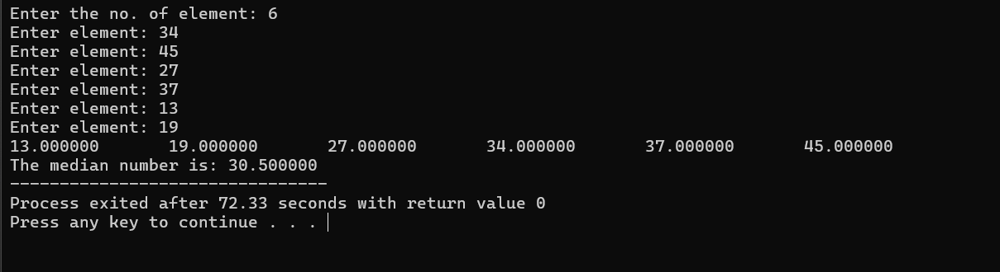 Enter the no. of element: 6
Enter element: 34
Enter element: 45
Enter element: 27
Enter element: 37
Enter element: 13
Enter element: 19
13.000000 19.000000 27.000000 34.000000 37.000000 45.000000
The median number is: 30.500000
--------------------------------
Process exited after 72.33 seconds with return value 0
Press any key to continue . . .